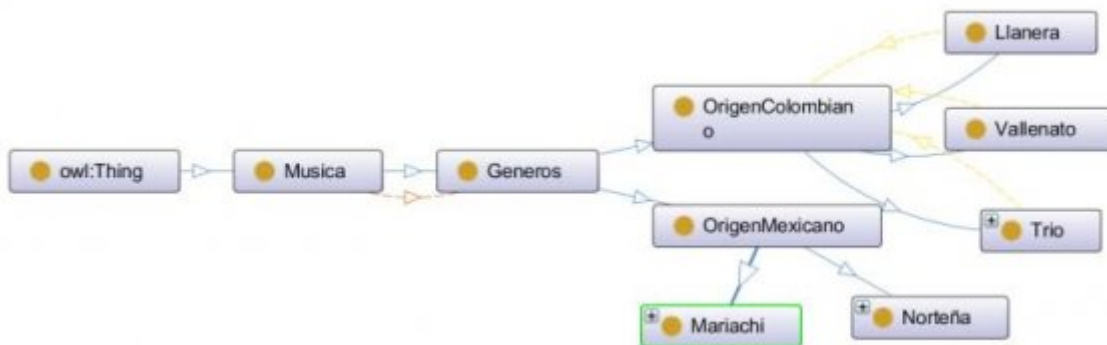 Llanera
OrigenColombian
o
Vallenato
owl:Thing
Musica
Generos
OrigenMexicano
Trio
Mariachi
Norteña